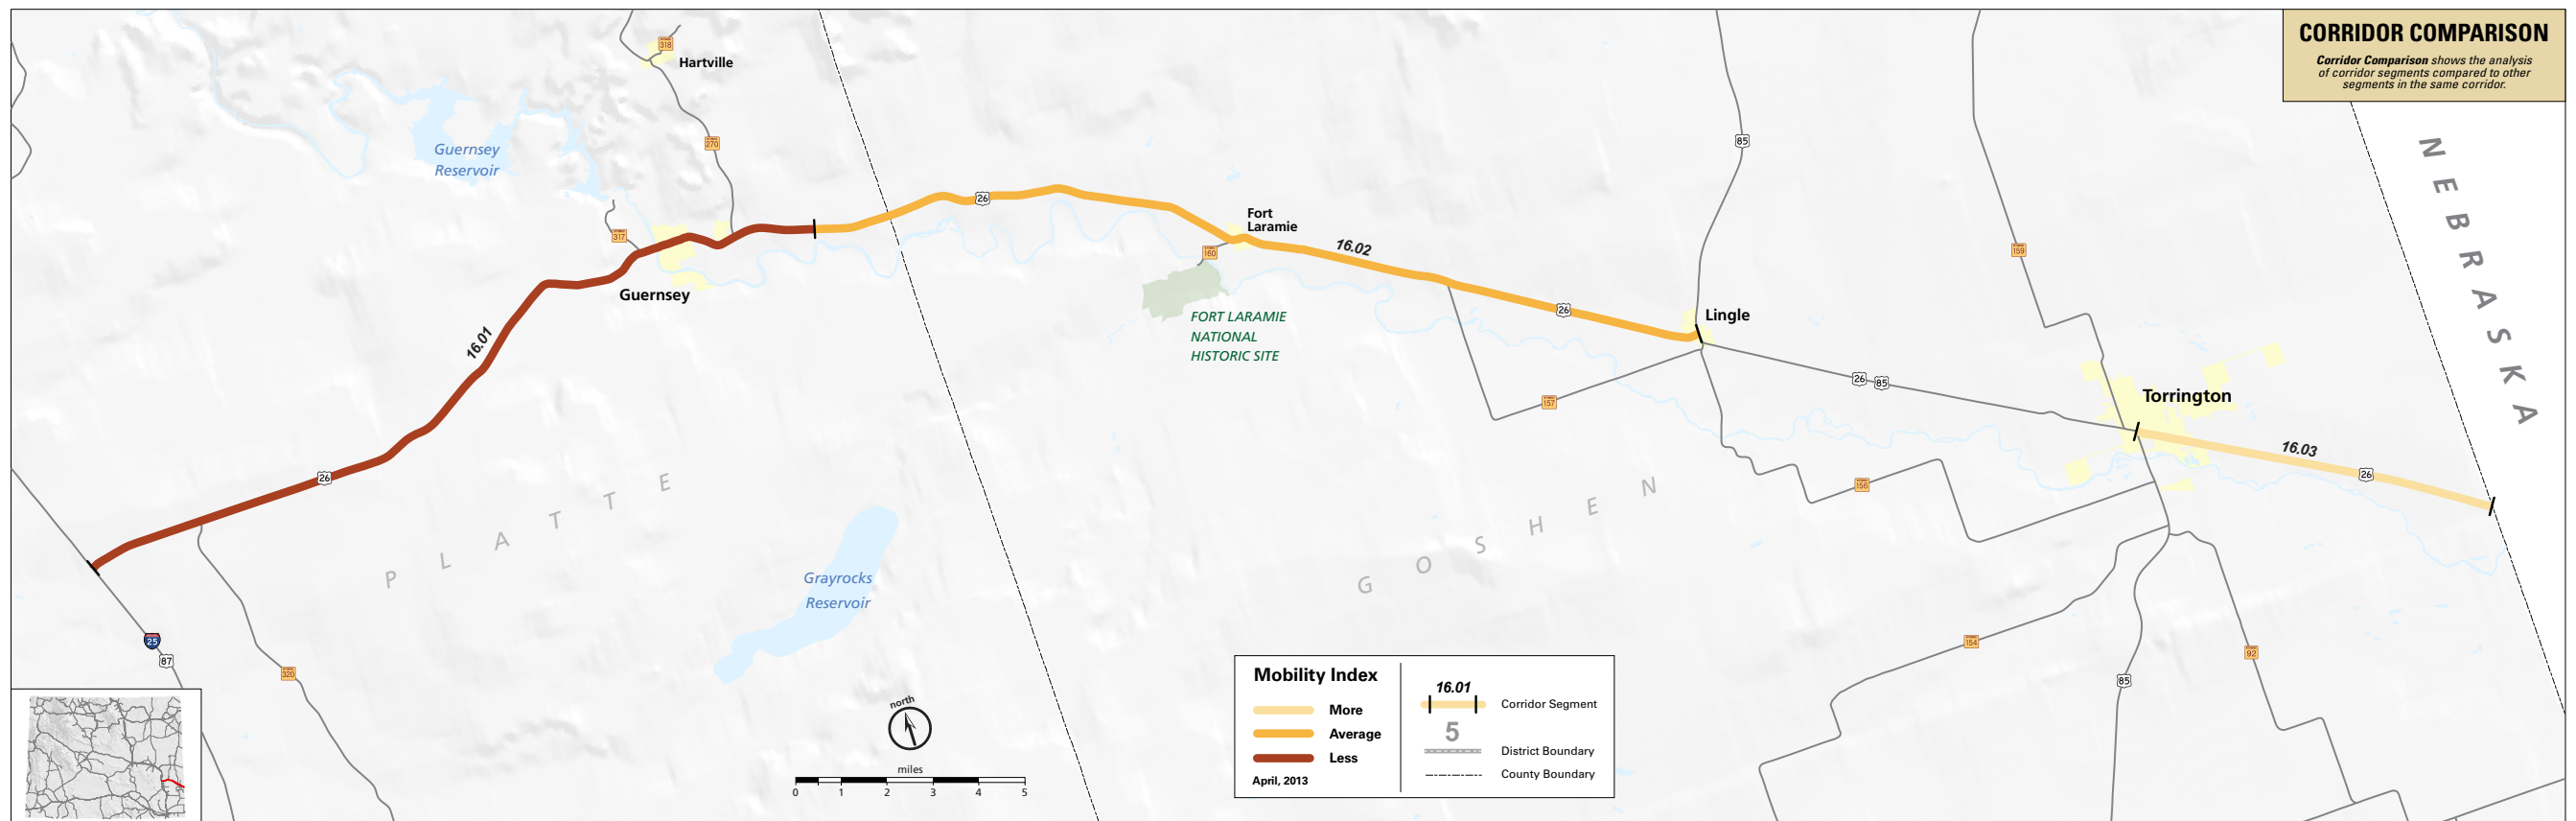 CORRIDOR COMPARISON
Corridor Comparison shows the analysis
of corridor segments compared to other
segments in the same corridor.
318
Hartville
270
85
Guernsey
Reservoir
NEBRASKA
26
Fort
Laramie
317
160
16.02
159
Guernsey
26
Lingle
FORT LARAMIE
NATIONAL
HISTORIC SITE
16.01
26
85
157
Torrington
16.03
26
26
156
PLATTE
GOSHEN
Grayrocks
Reservoir
25
87
320
154
92
85
north
miles
0 1 2 3 4 5
Mobility Index
More
Average
Less
April, 2013
16.01
Corridor Segment
5
District Boundary
County Boundary